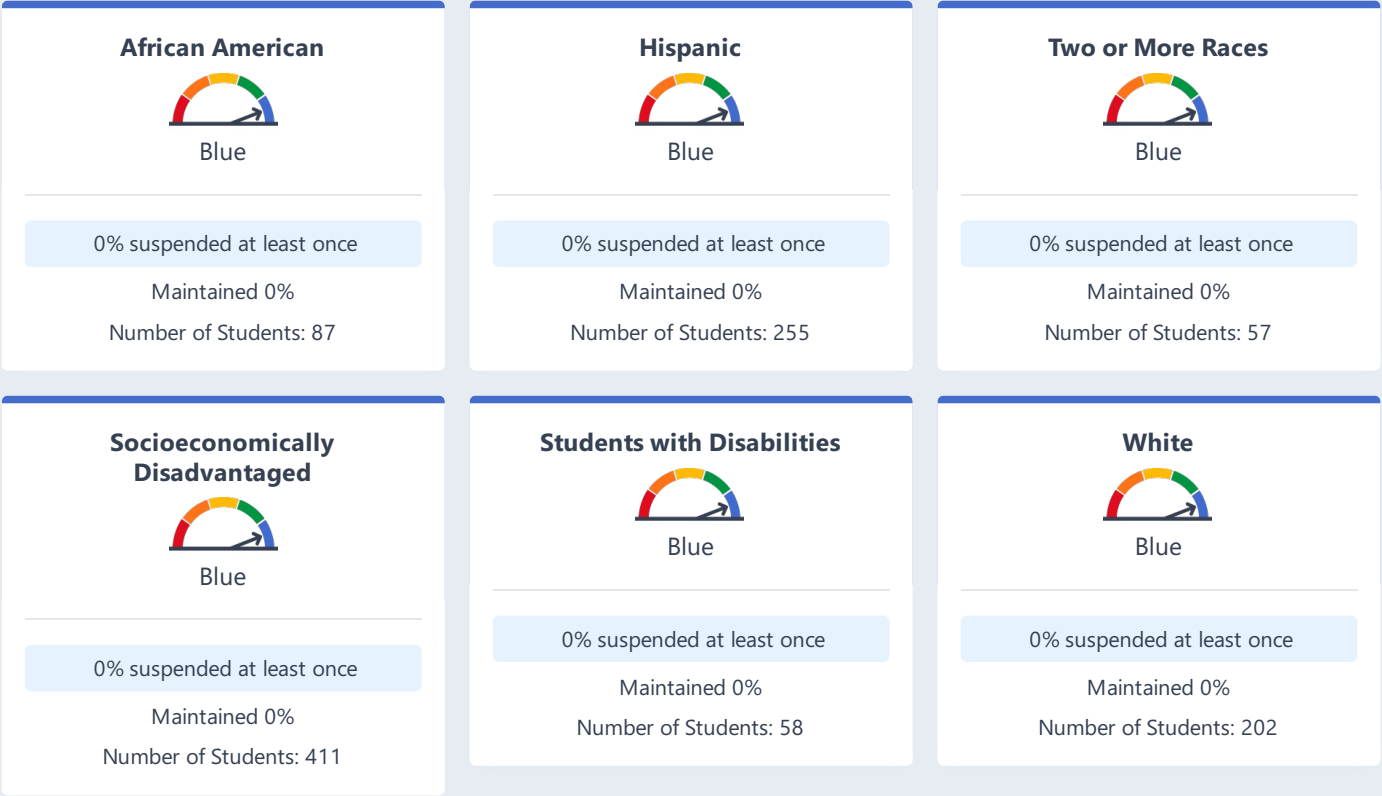 African American
Blue
0% suspended at least once
Maintained 0%
Number of Students: 87
Hispanic
Blue
0% suspended at least once
Maintained 0%
Number of Students: 255
Two or More Races
Blue
0% suspended at least once
Maintained 0%
Number of Students: 57
Socioeconomically
Disadvantaged
Blue
0% suspended at least once
Maintained 0%
Number of Students: 411
Students with Disabilities
Blue
0% suspended at least once
Maintained 0%
Number of Students: 58
White
Blue
0% suspended at least once
Maintained 0%
Number of Students: 202